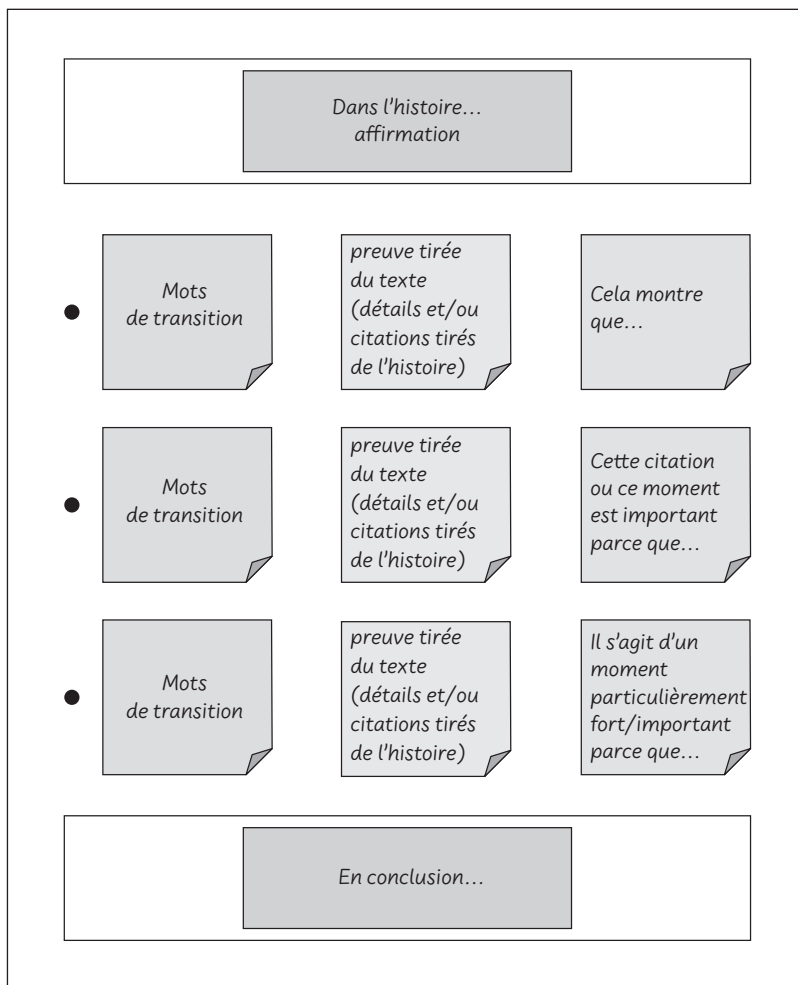 Dans l'histoire…
affirmation
Mots
de transition
preuve tirée
du texte
(détails et/ou
citations tirés
de l'histoire)
Cela montre
que…
Mots
de transition
preuve tirée
du texte
(détails et/ou
citations tirés
de l'histoire)
Cette citation
ou ce moment
est important
parce que…
Mots
de transition
preuve tirée
du texte
(détails et/ou
citations tirés
de l'histoire)
Il s'agit d'un
moment
particulièrement
fort/important
parce que…
En conclusion…